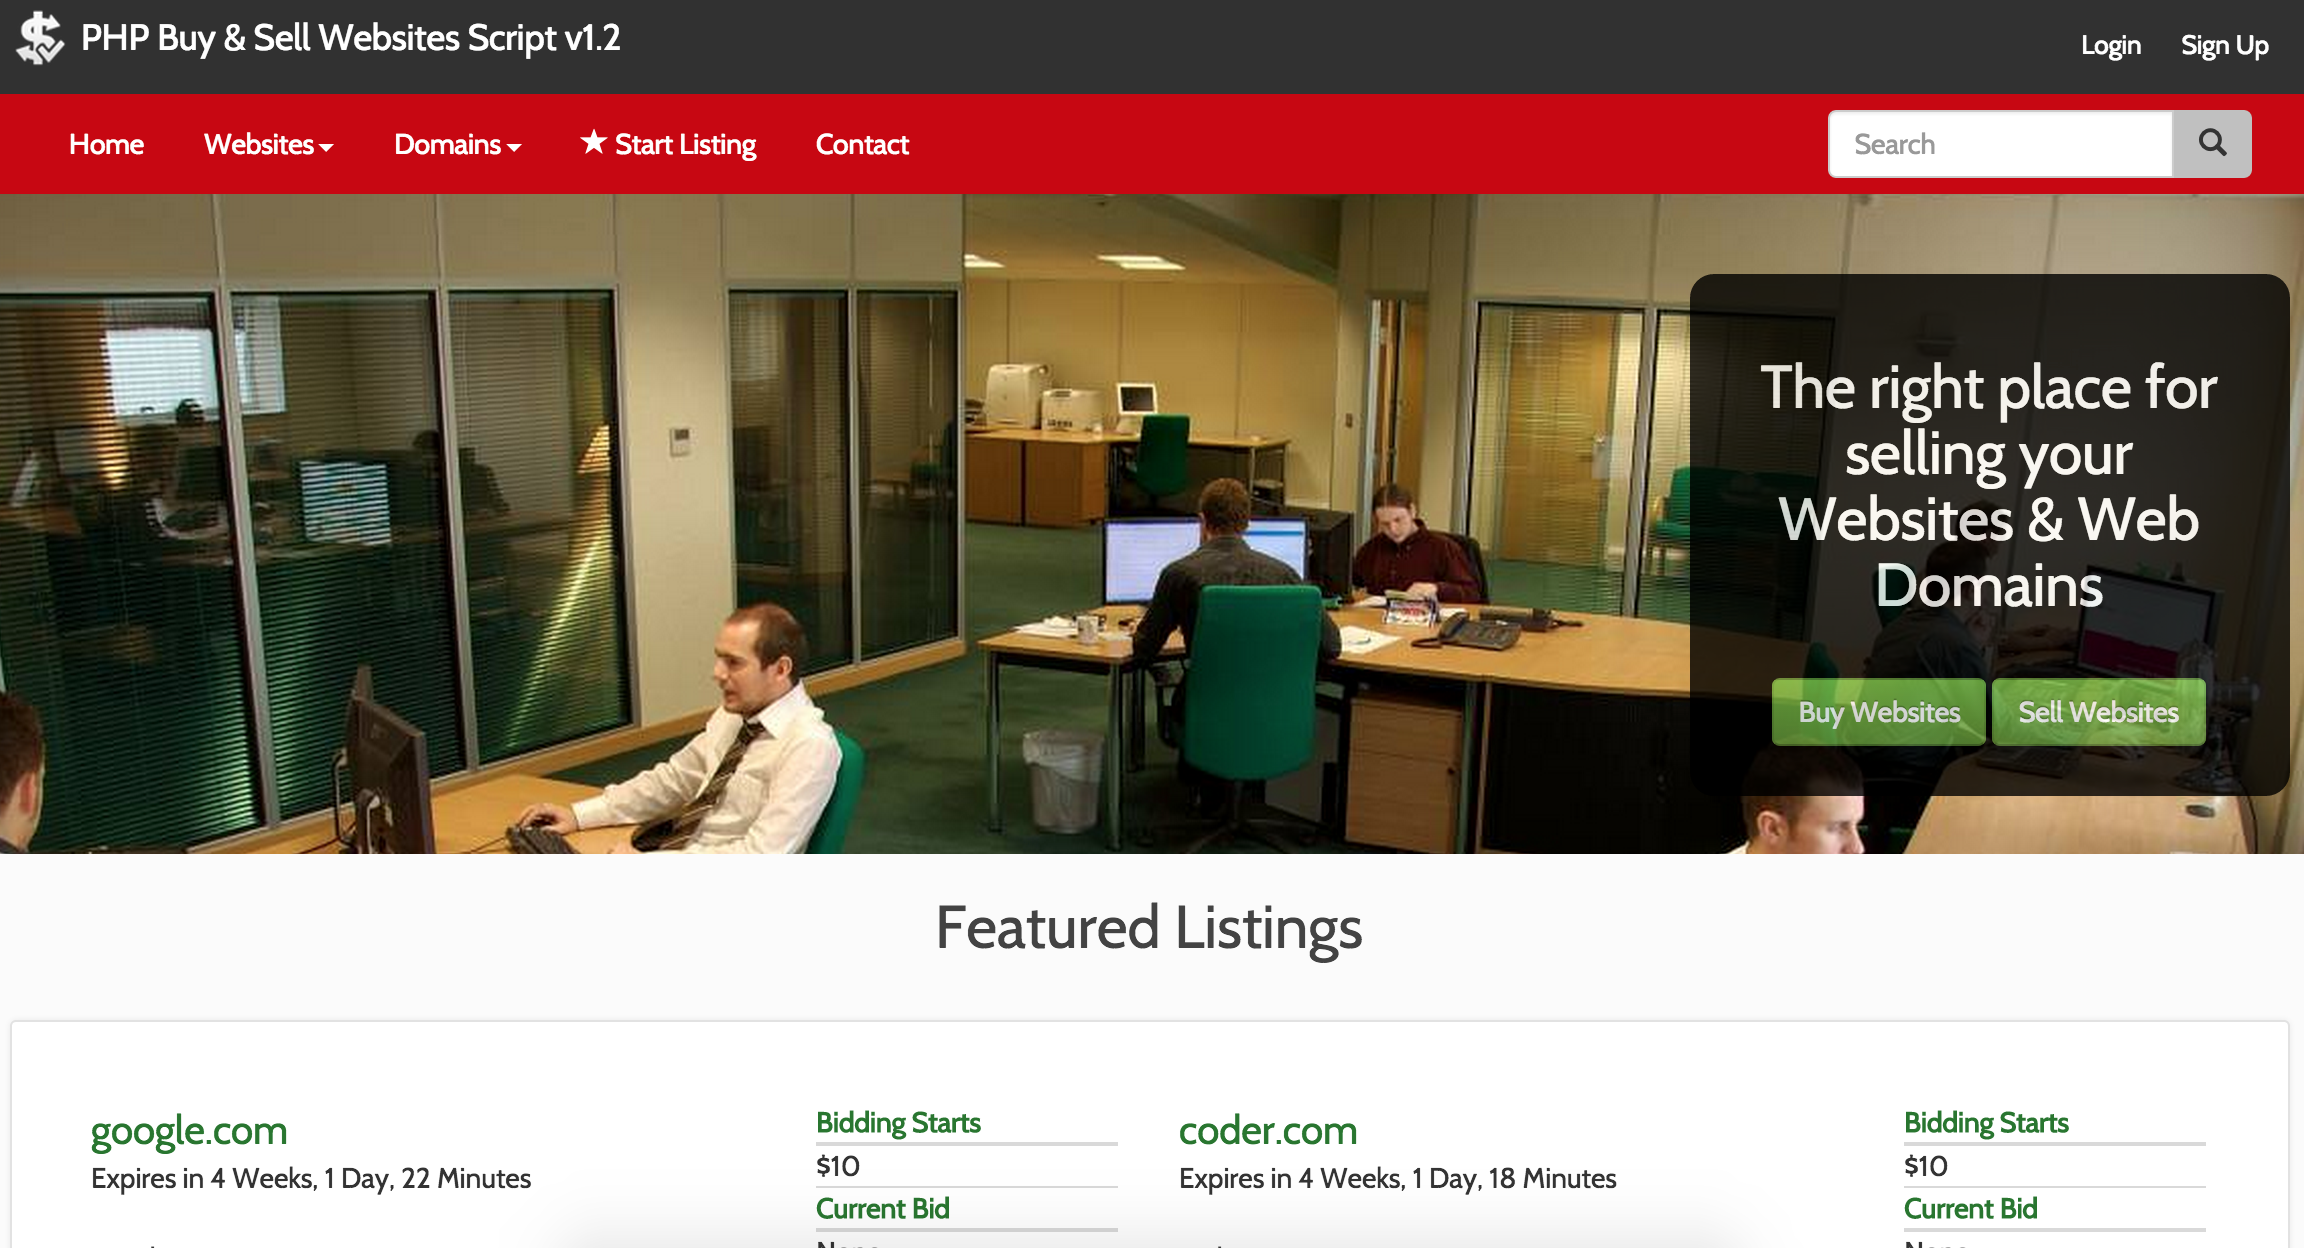 PHP Buy & Sell Websites Script v1.2
Login
Sign Up
Home
Websites
Domains
★ Start Listing
Contact
Search
The right place for
selling your
Websites & Web
Domains
Buy Websites
Sell Websites
Featured Listings
google.com
Expires in 4 Weeks, 1 Day, 22 Minutes
Bidding Starts
$10
Current Bid
coder.com
Expires in 4 Weeks, 1 Day, 18 Minutes
Bidding Starts
$10
Current Bid